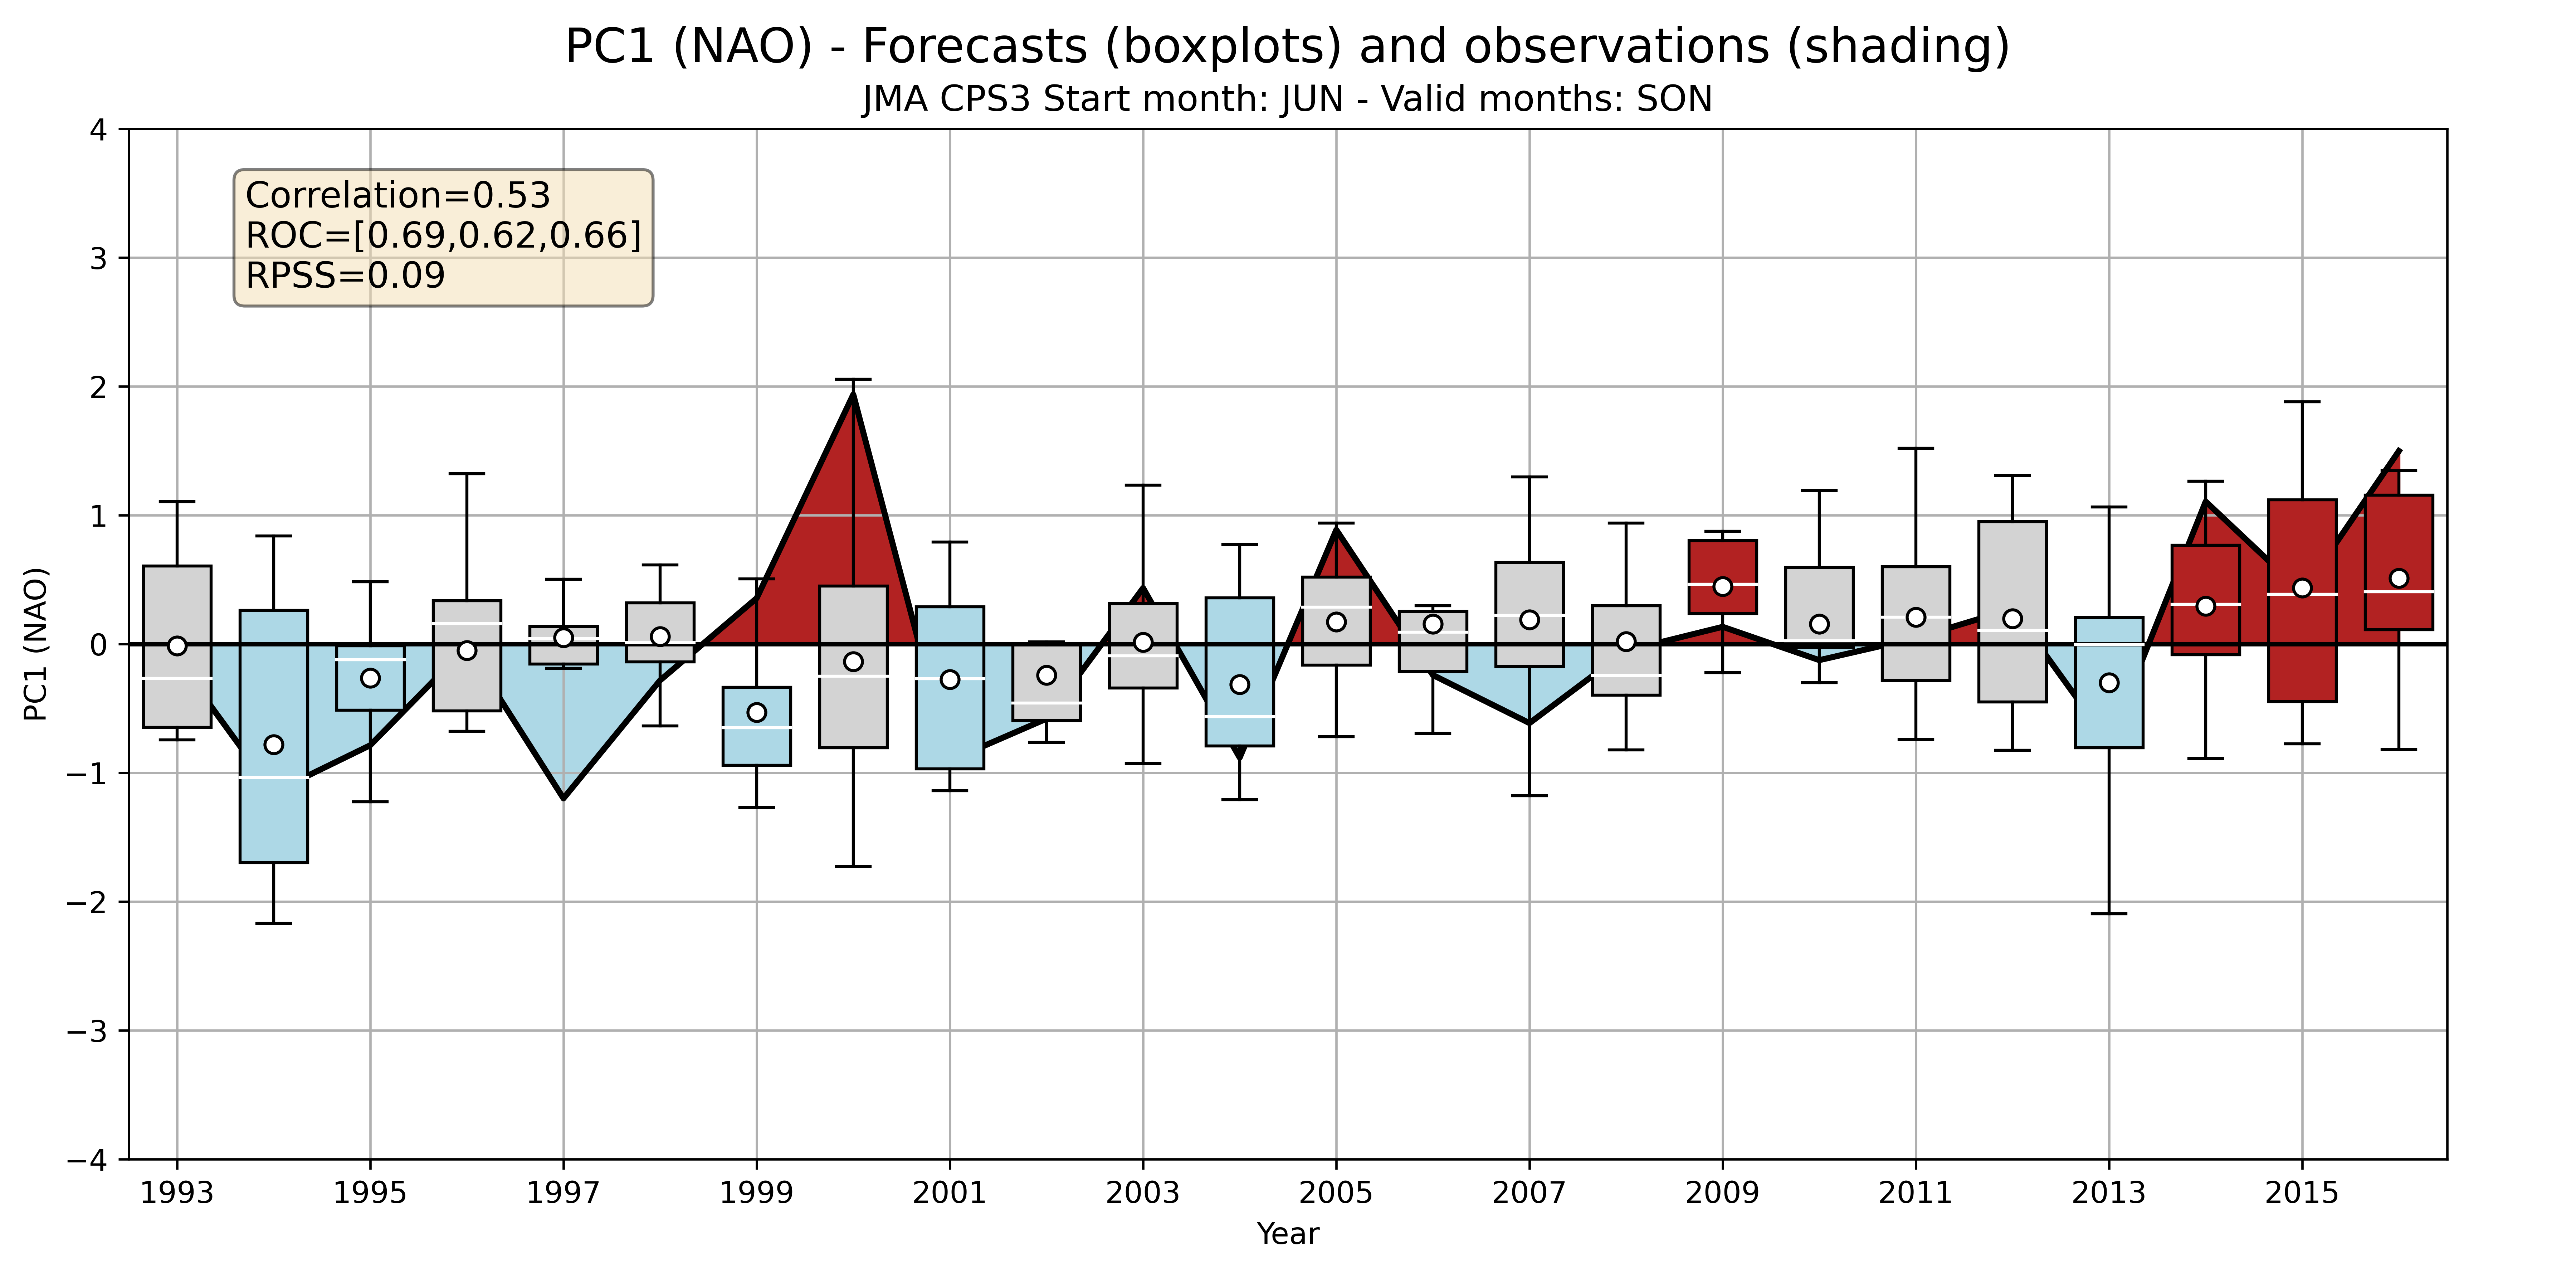 PC1 (NAO) - Forecasts (boxplots) and observations (shading)
JMA CPS3 Start month: JUN - Valid months: SON
Correlation=0.53
ROC=[0.69,0.62,0.66]
RPSS=0.09
PC1 (NAO)
4
3
2
1
0
−1
−2
−3
−4
1993 1995 1997 1999 2001 2003 2005 2007 2009 2011 2013 2015
Year